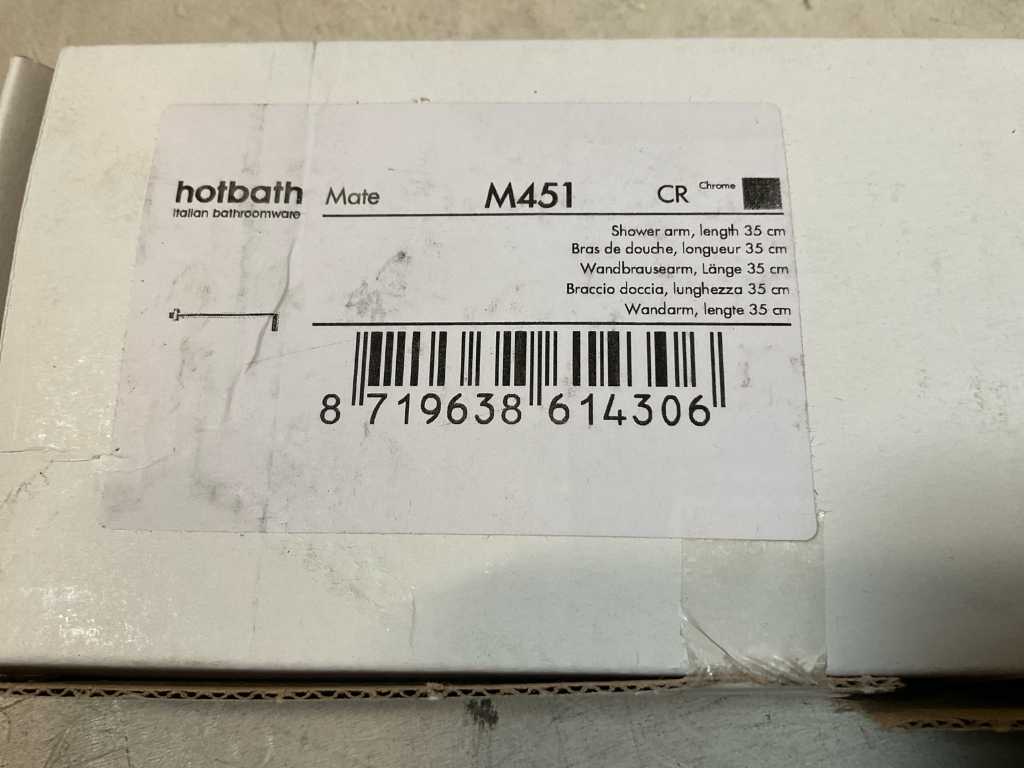 hotbath Mate M451 CR Chrome
Italian bathroomware
Shower arm, length 35 cm
Bras de douche, longueur 35 cm
Wandbrausearm, Länge 35 cm
Braccio doccia, lunghezza 35 cm
Wandarm, lengte 35 cm
8 719638 614306